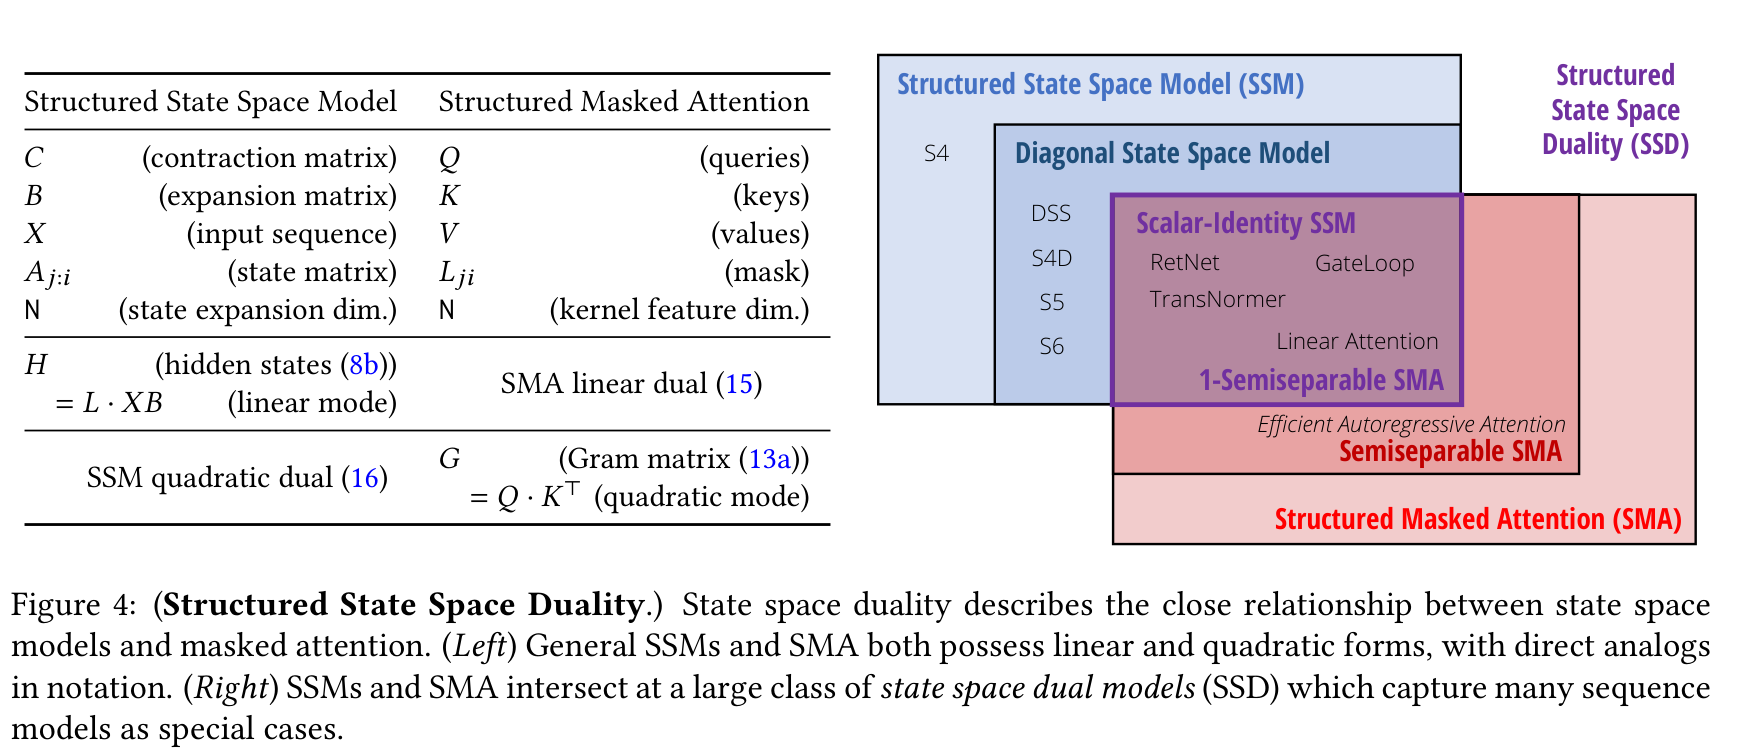 Structured State Space Model Structured Masked Attention
C (contraction matrix) Q (queries)
B (expansion matrix) K (keys)
X (input sequence) V (values)
A_{j:i} (state matrix) L_{ji} (mask)
N (state expansion dim.) N (kernel feature dim.)
H (hidden states (8b))
= L · XB (linear mode)
SMA linear dual (15)
SSM quadratic dual (16)
G (Gram matrix (13a))
= Q · K^⊤ (quadratic mode)
Structured State Space Model (SSM)
S4
Diagonal State Space Model
DSS
S4D
S5
S6
Scalar-Identity SSM
RetNet GateLoop
TransNormer
Linear Attention
1-Semiseparable SMA
Efficient Autoregressive Attention
Semiseparable SMA
Structured Masked Attention (SMA)
Structured
State Space
Duality (SSD)
Figure 4: (Structured State Space Duality.) State space duality describes the close relationship between state space
models and masked attention. (Left) General SSMs and SMA both possess linear and quadratic forms, with direct analogs
in notation. (Right) SSMs and SMA intersect at a large class of state space dual models (SSD) which capture many sequence
models as special cases.